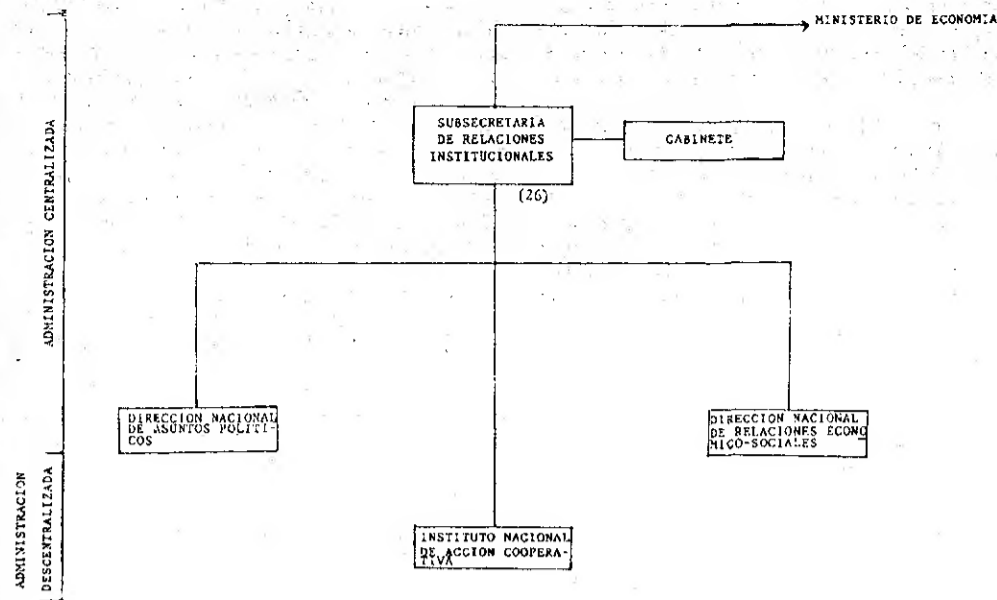 MINISTERIO DE ECONOMIA
SUBSECRETARIA
DE RELACIONES
INSTITUCIONALES
GABINETE
(26)
ADMINISTRACION CENTRALIZADA
DIRECCION NACIONAL
DE ASUNTOS POLITI-
COS
DIRECCION NACIONAL
DE RELACIONES ECONO
MICO-SOCIALES
ADMINISTRACION
DESCENTRALIZADA
INSTITUTO NACIONAL
DE ACCION COOPERA-
TIVA